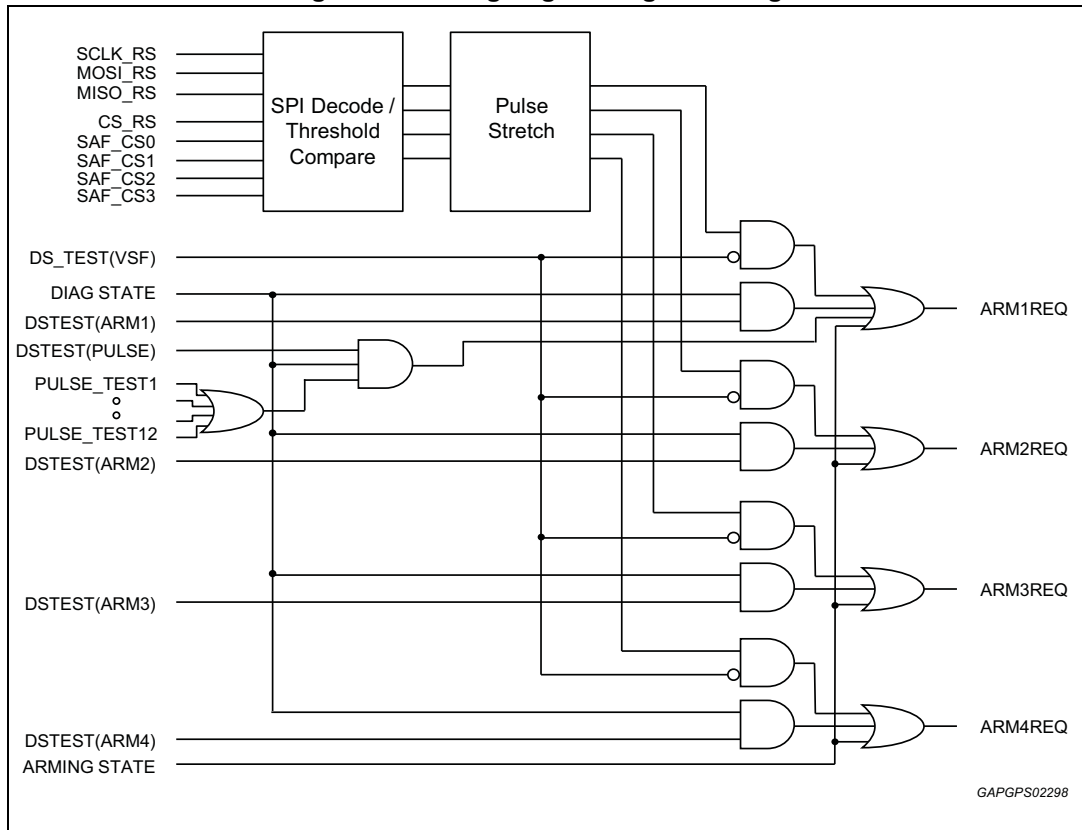 SCLK_RS
MOSI_RS
MISO_RS
CS_RS
SAF_CS0
SAF_CS1
SAF_CS2
SAF_CS3
SPI Decode /
Threshold
Compare
Pulse
Stretch
DS_TEST(VSF)
DIAG STATE
DSTEST(ARM1)
ARM1REQ
DSTEST(PULSE)
PULSE_TEST1
PULSE_TEST12
DSTEST(ARM2)
ARM2REQ
DSTEST(ARM3)
ARM3REQ
DSTEST(ARM4)
ARM4REQ
ARMING STATE
GAPGPS02298